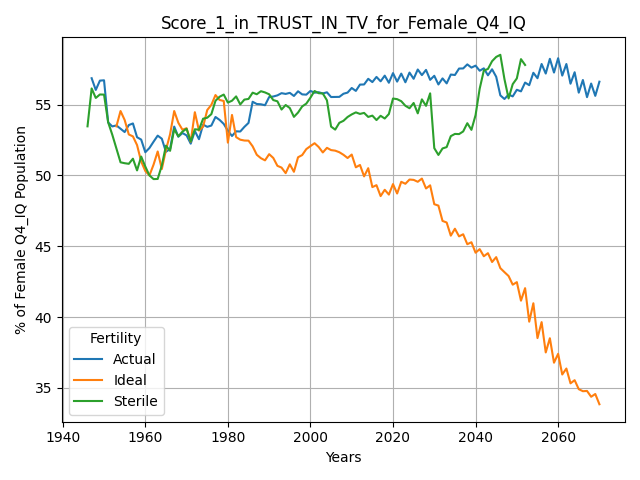 Score_1_in_TRUST_IN_TV_for_Female_Q4_IQ
% of Female Q4_IQ Population
55
50
45
40
35
Fertility
Actual
Ideal
Sterile
1940 1960 1980 2000 2020 2040 2060
Years